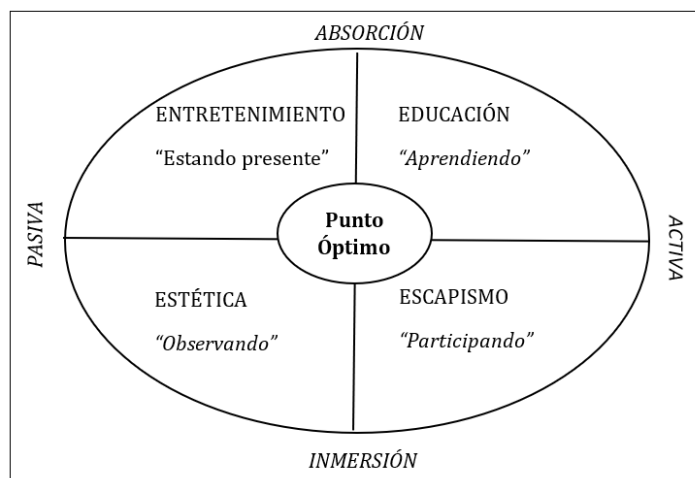 ABSORCIÓN
ENTRETENIMIENTO
“Estando presente”
EDUCACIÓN
“Aprendiendo”
PASIVA
Punto
Óptimo
ACTIVA
ESTÉTICA
“Observando”
ESCAPISMO
“Participando”
INMERSIÓN